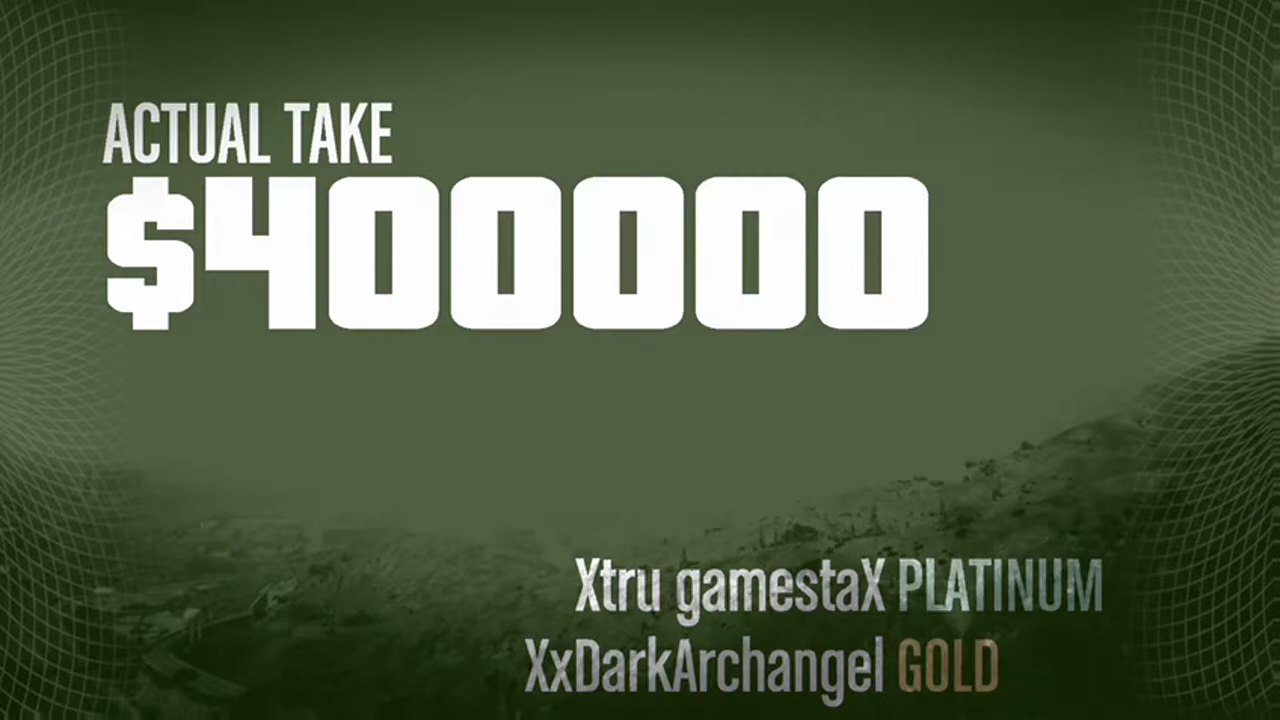 ACTUAL TAKE
$400000
Xtru gamestaX PLATINUM
XxDarkArchangel GOLD